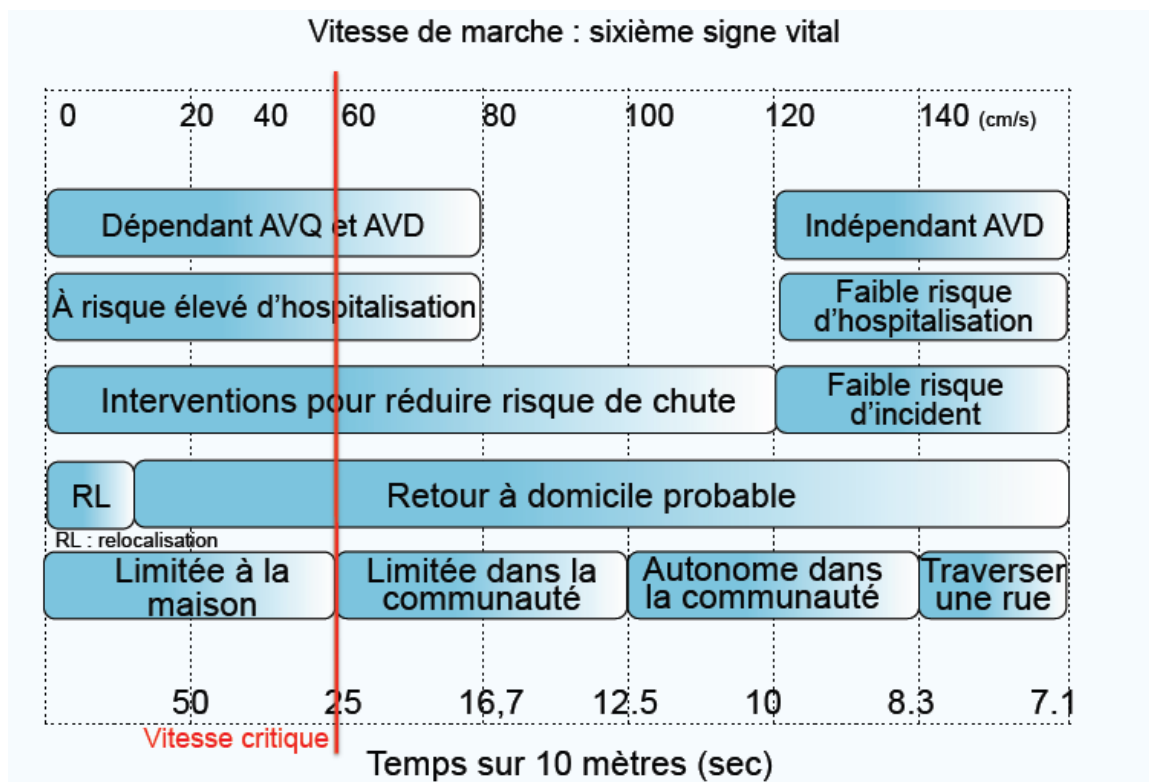 Vitesse de marche : sixième signe vital
0 20 40 60 80 100 120 140 (cm/s)
Dépendant AVQ et AVD
Indépendant AVD
À risque élevé d’hospitalisation
Faible risque
d’hospitalisation
Interventions pour réduire risque de chute
Faible risque
d’incident
RL
Retour à domicile probable
RL : relocalisation
Limitée à la
maison
Limitée dans la
communauté
Autonome dans
la communauté
Traverser
une rue
50 25 16,7 12.5 10 8.3 7.1
Vitesse critique
Temps sur 10 mètres (sec)